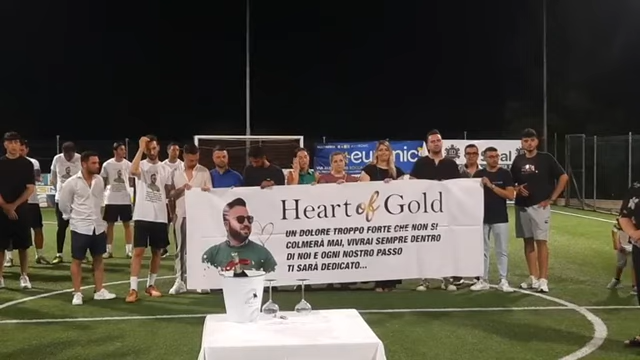 Heart of Gold
UN DOLORE TROPPO FORTE CHE NON SI
COLMERÀ MAI, VIVRAI SEMPRE DENTRO
DI NOI E OGNI NOSTRO PASSO
TI SARÀ DEDICATO...